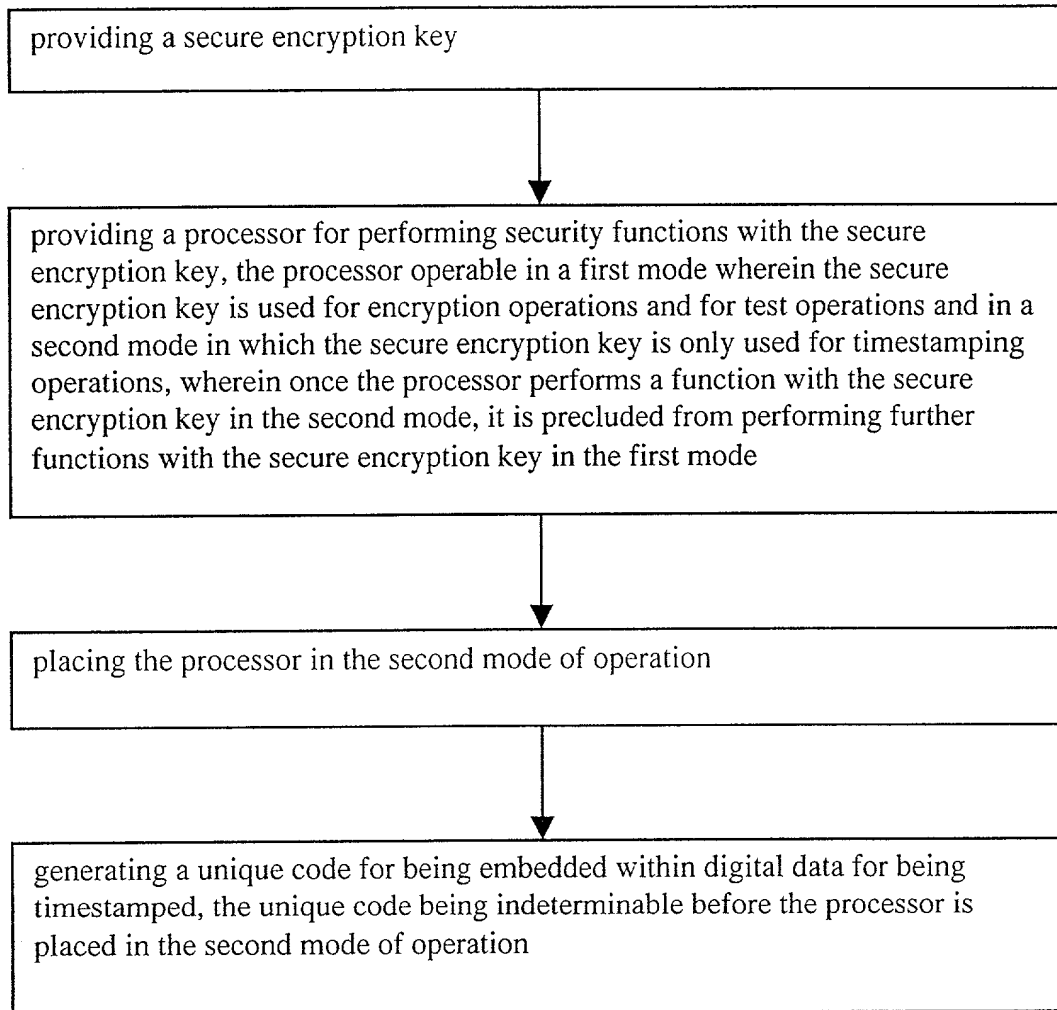 providing a secure encryption key
providing a processor for performing security functions with the secure
encryption key, the processor operable in a first mode wherein the secure
encryption key is used for encryption operations and for test operations and in a
second mode in which the secure encryption key is only used for timestamping
operations, wherein once the processor performs a function with the secure
encryption key in the second mode, it is precluded from performing further
functions with the secure encryption key in the first mode
placing the processor in the second mode of operation
generating a unique code for being embedded within digital data for being
timestamped, the unique code being indeterminable before the processor is
placed in the second mode of operation